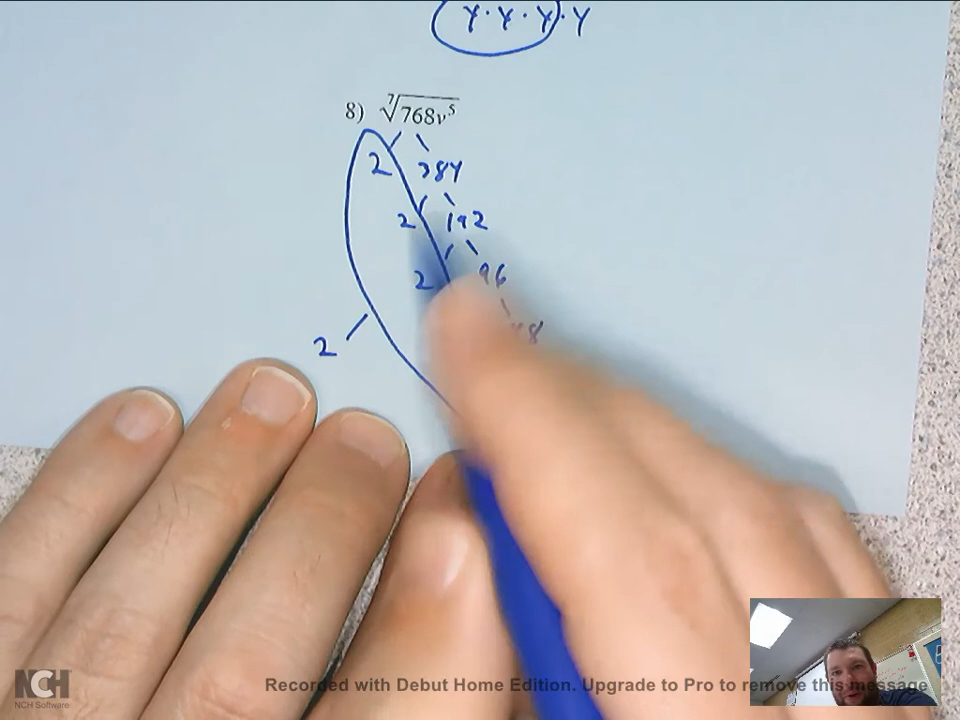 y · y · y · y
8) ⁷√768v⁵
2 384
2 192
2 96
48
2
NCH
NCH Software
Recorded with Debut Home Edition. Upgrade to Pro to remove this message